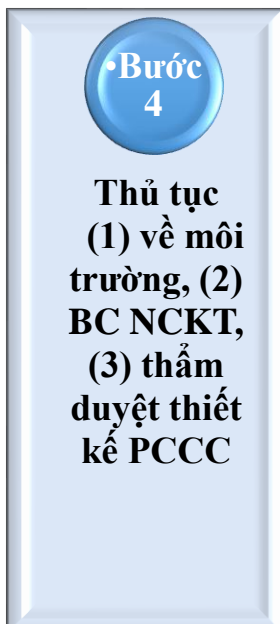 •Bước
4
Thủ tục
(1) về môi
trường, (2)
BC NCKT,
(3) thẩm
duyệt thiết
kế PCCC